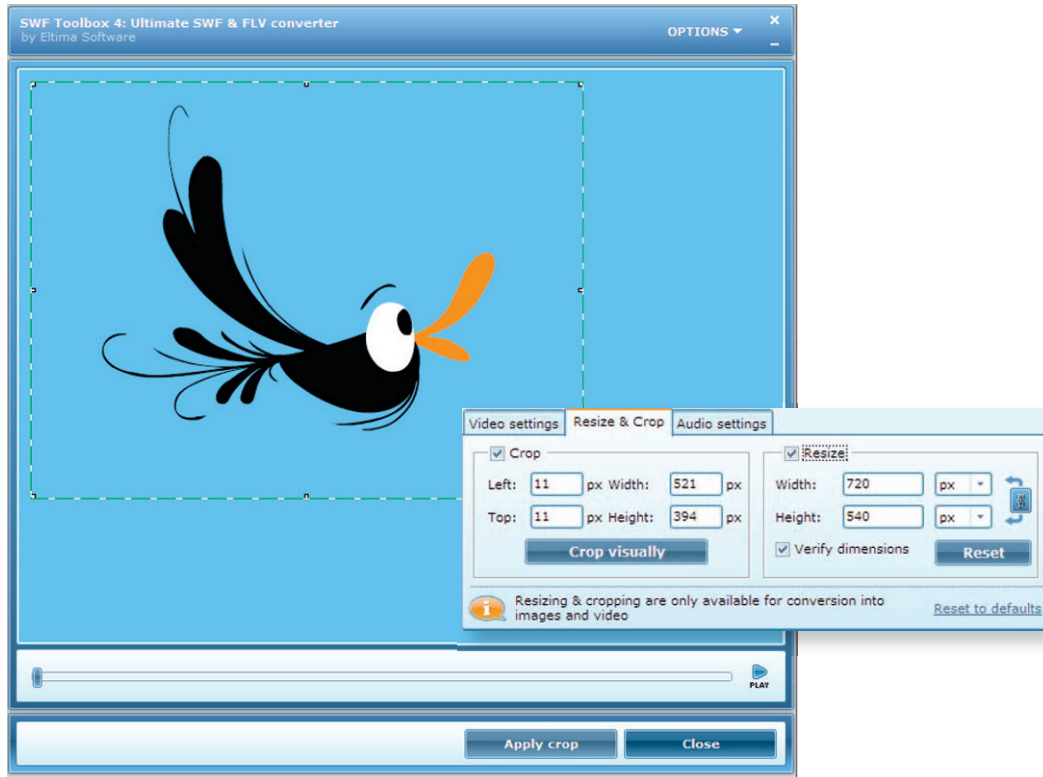 SWF Toolbox 4: Ultimate SWF & FLV converter
by Eltima Software
OPTIONS
Video settings Resize & Crop Audio settings
Crop
Left: 11 px Width: 521 px
Top: 11 px Height: 394 px
Crop visually
Resize
Width: 720 px
Height: 540 px
Verify dimensions Reset
Resizing & cropping are only available for conversion into
images and video
Reset to defaults
PLAY
Apply crop Close